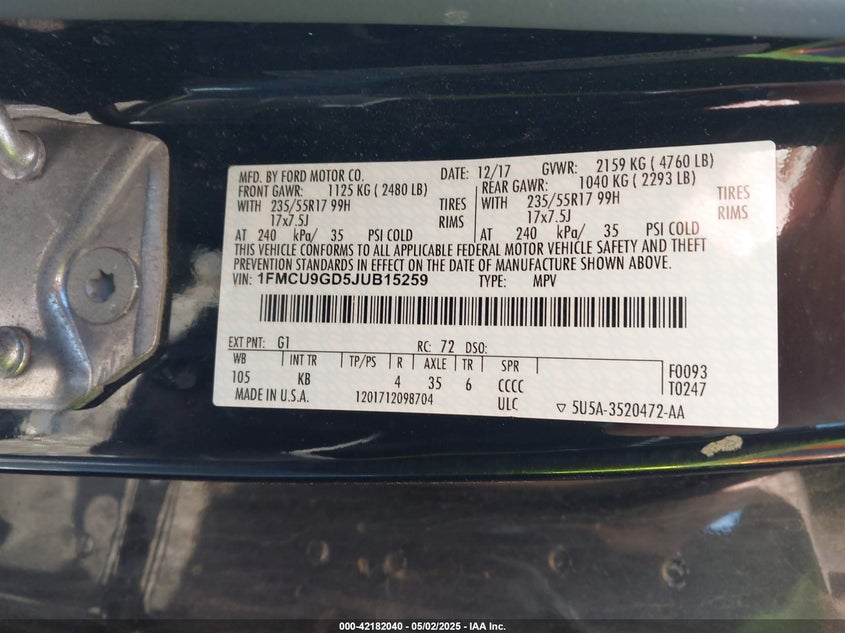 MFD. BY FORD MOTOR CO. DATE: 12/17 GVWR: 2159 KG ( 4760 LB)
FRONT GAWR: 1125 KG ( 2480 LB) REAR GAWR: 1040 KG ( 2293 LB)
WITH 235/55R17 99H TIRES WITH 235/55R17 99H TIRES
17x7.5J RIMS 17x7.5J RIMS
AT 240 kPa/ 35 PSI COLD AT 240 kPa/ 35 PSI COLD
THIS VEHICLE CONFORMS TO ALL APPLICABLE FEDERAL MOTOR VEHICLE SAFETY AND THEFT
PREVENTION STANDARDS IN EFFECT ON THE DATE OF MANUFACTURE SHOWN ABOVE.
VIN: 1FMCU9GD5JUB15259 TYPE: MPV
EXT PNT: G1 RC: 72 DSO:
WB INT TR TP/PS R AXLE TR SPR F0093
105 KB 4 35 6 CCCC T0247
MADE IN U.S.A. 1201712098704 ULC ▽ 5U5A-3520472-AA
000-42182040 - 05/02/2025 - IAA Inc.